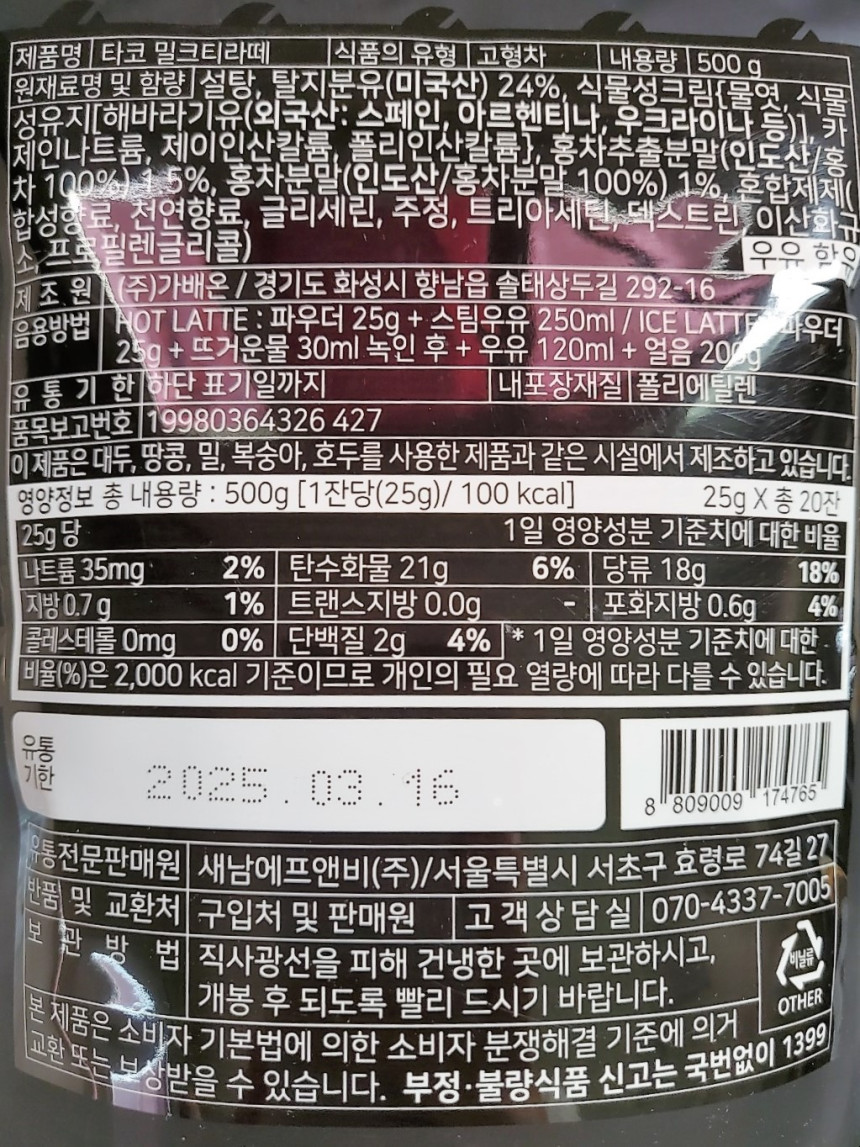 제품명 타코 밀크티라떼 식품의 유형 고형차 내용량 500 g
원재료명 및 함량 설탕, 탈지분유(미국산) 24%, 식물성크림{물엿, 식물
성유지[해바라기유(외국산: 스페인, 아르헨티나, 우크라이나 등)], 카
제인나트륨, 제이인산칼륨, 폴리인산칼륨}, 홍차추출분말(인도산/홍
차 100%) 1.5%, 홍차분말(인도산/홍차분말 100%) 1%, 혼합제제(
합성향료, 천연향료, 글리세린, 주정, 트리아세틴, 덱스트린, 이산화규
소, 프로필렌글리콜)
우유 함유
제 조 원 (주)가배온 / 경기도 화성시 향남읍 솔태상두길 292-16
음용방법 HOT LATTE : 파우더 25g + 스팀우유 250ml / ICE LATTE : 파우더
25g + 뜨거운물 30ml 녹인 후 + 우유 120ml + 얼음 200g
유 통 기 한 하단 표기일까지 내포장재질 폴리에틸렌
품목보고번호 19980364326 427
이 제품은 대두, 땅콩, 밀, 복숭아, 호두를 사용한 제품과 같은 시설에서 제조하고 있습니다.
영양정보 총 내용량 : 500g [1잔당(25g)/ 100 kcal] 25g X 총 20잔
25g 당 1일 영양성분 기준치에 대한 비율
나트륨 35mg 2% 탄수화물 21g 6% 당류 18g 18%
지방 0.7 g 1% 트랜스지방 0.0g - 포화지방 0.6g 4%
콜레스테롤 0mg 0% 단백질 2g 4% * 1일 영양성분 기준치에 대한
비율(%)은 2,000 kcal 기준이므로 개인의 필요 열량에 따라 다를 수 있습니다.
유통
기한
2025.03.16
8 809009 174765
유통전문판매원 새남에프앤비(주)/서울특별시 서초구 효령로 74길 27
반품 및 교환처 구입처 및 판매원 고객상담실 070-4337-7005
보 관 방 법 직사광선을 피해 건냉한 곳에 보관하시고,
개봉 후 되도록 빨리 드시기 바랍니다.
비닐류
OTHER
본 제품은 소비자 기본법에 의한 소비자 분쟁해결 기준에 의거
교환 또는 보상받을 수 있습니다. 부정·불량식품 신고는 국번없이 1399